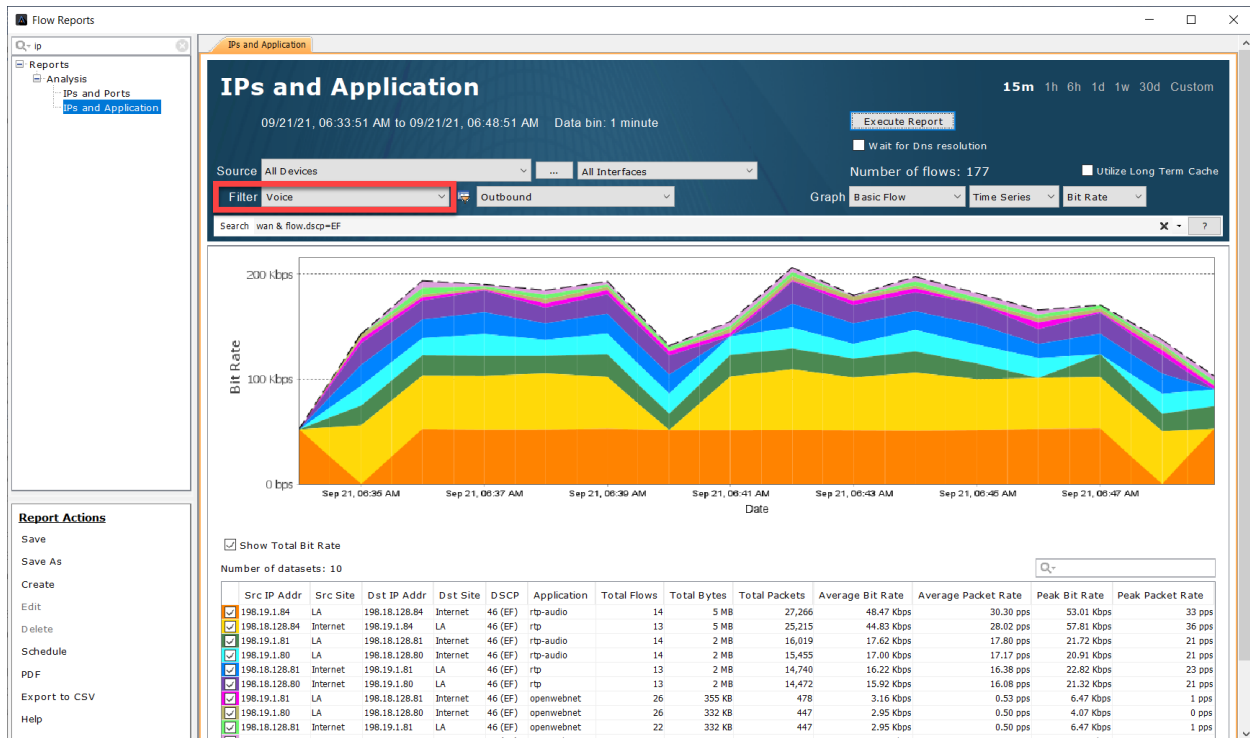 Flow Reports
ip
Reports
Analysis
IPs and Ports
IPs and Application
Report Actions
Save
Save As
Create
Edit
Delete
Schedule
PDF
Export to CSV
Help
IPs and Application
IPs and Application
15m 1h 6h 1d 1w 30d Custom
09/21/21, 06:33:51 AM to 09/21/21, 06:48:51 AM Data bin: 1 minute
Execute Report
Wait for Dns resolution
Source All Devices ... All Interfaces Number of flows: 177 Utilize Long Term Cache
Filter Voice Outbound Graph Basic Flow Time Series Bit Rate
Search wan & flow.dscp=EF ?
200 Kbps
100 Kbps
0 bps
Bit Rate
Sep 21, 06:35 AM Sep 21, 06:37 AM Sep 21, 06:39 AM Sep 21, 06:41 AM Sep 21, 06:43 AM Sep 21, 06:45 AM Sep 21, 06:47 AM
Date
Show Total Bit Rate
Number of datasets: 10
Src IP Addr Src Site Dst IP Addr Dst Site DSCP Application Total Flows Total Bytes Total Packets Average Bit Rate Average Packet Rate Peak Bit Rate Peak Packet Rate
198.19.1.84 LA 198.18.128.84 Internet 46 (EF) rtp-audio 14 5 MB 27,266 48.47 Kbps 30.30 pps 53.01 Kbps 33 pps
198.18.128.84 Internet 198.19.1.84 LA 46 (EF) rtp 13 5 MB 25,215 44.83 Kbps 28.02 pps 57.81 Kbps 36 pps
198.19.1.81 LA 198.18.128.81 Internet 46 (EF) rtp-audio 14 2 MB 16,019 17.62 Kbps 17.80 pps 21.72 Kbps 21 pps
198.19.1.80 LA 198.18.128.80 Internet 46 (EF) rtp-audio 14 2 MB 15,455 17.00 Kbps 17.17 pps 20.91 Kbps 21 pps
198.18.128.81 Internet 198.19.1.81 LA 46 (EF) rtp 13 2 MB 14,740 16.22 Kbps 16.38 pps 22.82 Kbps 23 pps
198.18.128.80 Internet 198.19.1.80 LA 46 (EF) rtp 13 2 MB 14,472 15.92 Kbps 16.08 pps 21.32 Kbps 21 pps
198.19.1.81 LA 198.18.128.81 Internet 46 (EF) openwebnet 26 355 KB 478 3.16 Kbps 0.53 pps 6.47 Kbps 1 pps
198.19.1.80 LA 198.18.128.80 Internet 46 (EF) openwebnet 26 332 KB 447 2.95 Kbps 0.50 pps 4.07 Kbps 0 pps
198.18.128.81 Internet 198.19.1.81 LA 46 (EF) openwebnet 22 332 KB 447 2.95 Kbps 0.50 pps 6.47 Kbps 1 pps